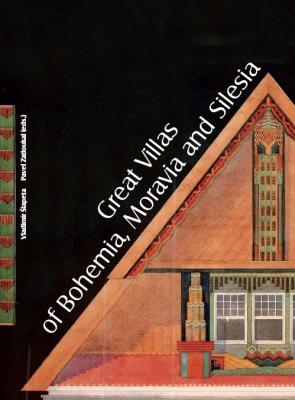 Great Villas
of Bohemia, Moravia and Silesia
Vladimír Šlapeta   Pavel Zatloukal (eds.)